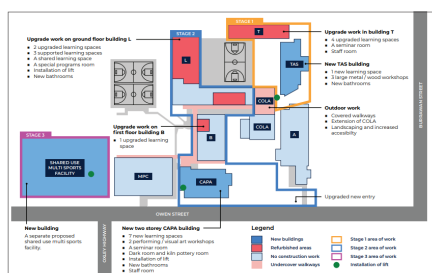 STAGE 1
STAGE 2
Upgrade work on ground floor building L
2 upgraded learning spaces
3 supported learning spaces
A shared learning space
A special programs room
Installation of lift
New bathrooms
T
L
TAS
Upgrade work in building T
4 upgraded learning spaces
A seminar room
Staff room
New TAS building
1 new learning space
3 large metal / wood workshops
New bathrooms
BURGINYAN STREET
COLA
COLA
A
Outdoor work
Covered walkways
Extension of COLA
Landscaping and increased
accessibility
Upgrade work on
first floor building B
1 upgraded learning
space
B
STAGE 3
SHARED USE
MULTI SPORTS
FACILITY
MPC
CAPA
Upgraded new entry
OWEN STREET
OXLEY HIGHWAY
New building
A separate proposed
shared use multi sports
facility.
New two storey CAPA building
7 new learning spaces
2 performing / visual art workshops
A seminar room
Dark room and kiln pottery room
Installation of lift
New bathrooms
Staff room
Legend
New buildings
Refurbished areas
No construction work
Undercover walkways
Stage 1 area of work
Stage 2 area of work
Stage 3 area of work
Installation of lift